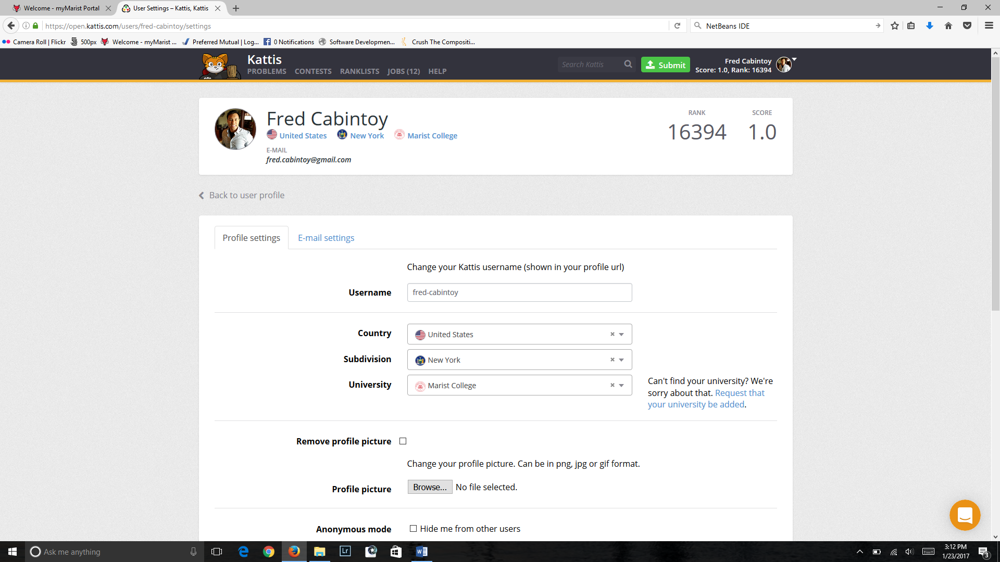 Welcome - myMarist Portal
User Settings – Kattis, Kattis
https://open.kattis.com/users/fred-cabintoy/settings
NetBeans IDE
Camera Roll | Flickr
500px
Welcome - myMarist ...
Preferred Mutual | Log...
0 Notifications
Software Developmen...
Crush The Compositi...
Kattis
PROBLEMS CONTESTS RANKLISTS JOBS (12) HELP
Search Kattis
Submit
Fred Cabintoy
Score: 1.0, Rank: 16394
Fred Cabintoy
United States New York Marist College
E-MAIL
fred.cabintoy@gmail.com
RANK
16394
SCORE
1.0
Back to user profile
Profile settings
E-mail settings
Change your Kattis username (shown in your profile url)
Username
fred-cabintoy
Country
United States
Subdivision
New York
University
Marist College
Can't find your university? We're
sorry about that. Request that
your university be added.
Remove profile picture
Change your profile picture. Can be in png, jpg or gif format.
Profile picture
Browse... No file selected.
Anonymous mode
Hide me from other users
Ask me anything
Lr
3:12 PM
1/23/2017
3